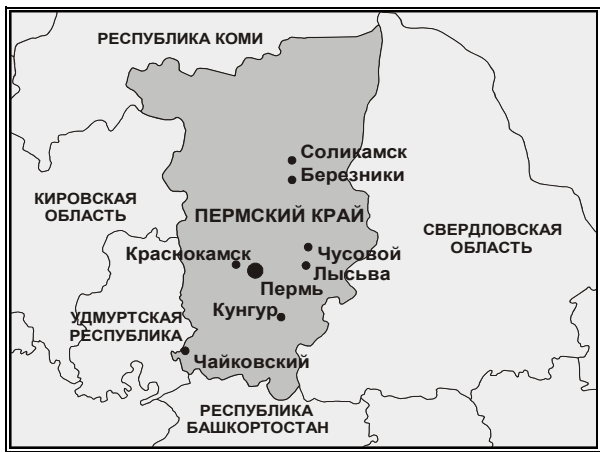 РЕСПУБЛИКА КОМИ
Соликамск
Березники
КИРОВСКАЯ
ОБЛАСТЬ
ПЕРМСКИЙ КРАЙ
СВЕРДЛОВСКАЯ
ОБЛАСТЬ
Краснокамск
Чусовой
Лысьва
Пермь
УДМУРТСКАЯ
РЕСПУБЛИКА
Кунгур
Чайковский
РЕСПУБЛИКА
БАШКОРТОСТАН